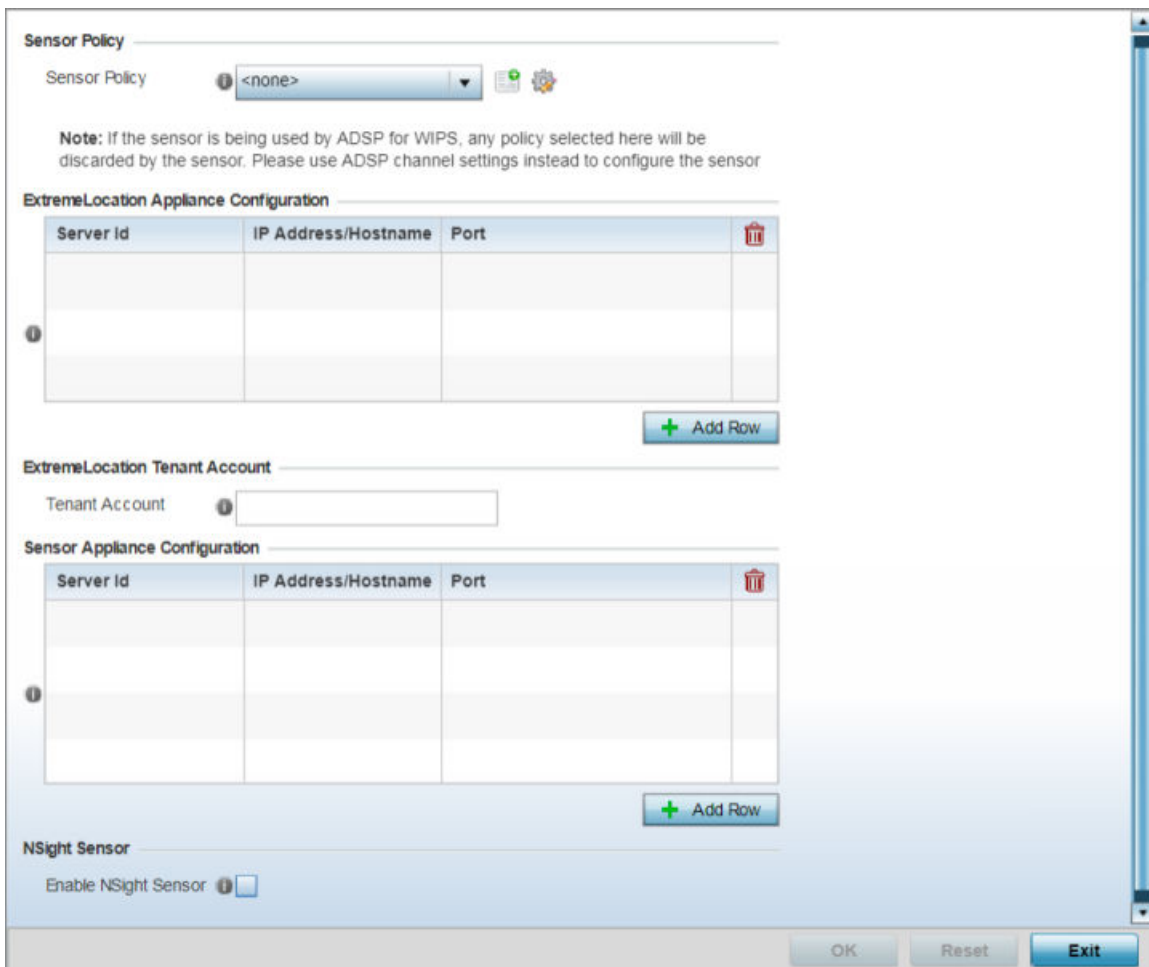 Sensor Policy
Sensor Policy <none>
Note: If the sensor is being used by ADSP for WIPS, any policy selected here will be
discarded by the sensor. Please use ADSP channel settings instead to configure the sensor
ExtremeLocation Appliance Configuration
Server Id IP Address/Hostname Port
Add Row
ExtremeLocation Tenant Account
Tenant Account
Sensor Appliance Configuration
Server Id IP Address/Hostname Port
Add Row
NSight Sensor
Enable NSight Sensor
OK Reset Exit